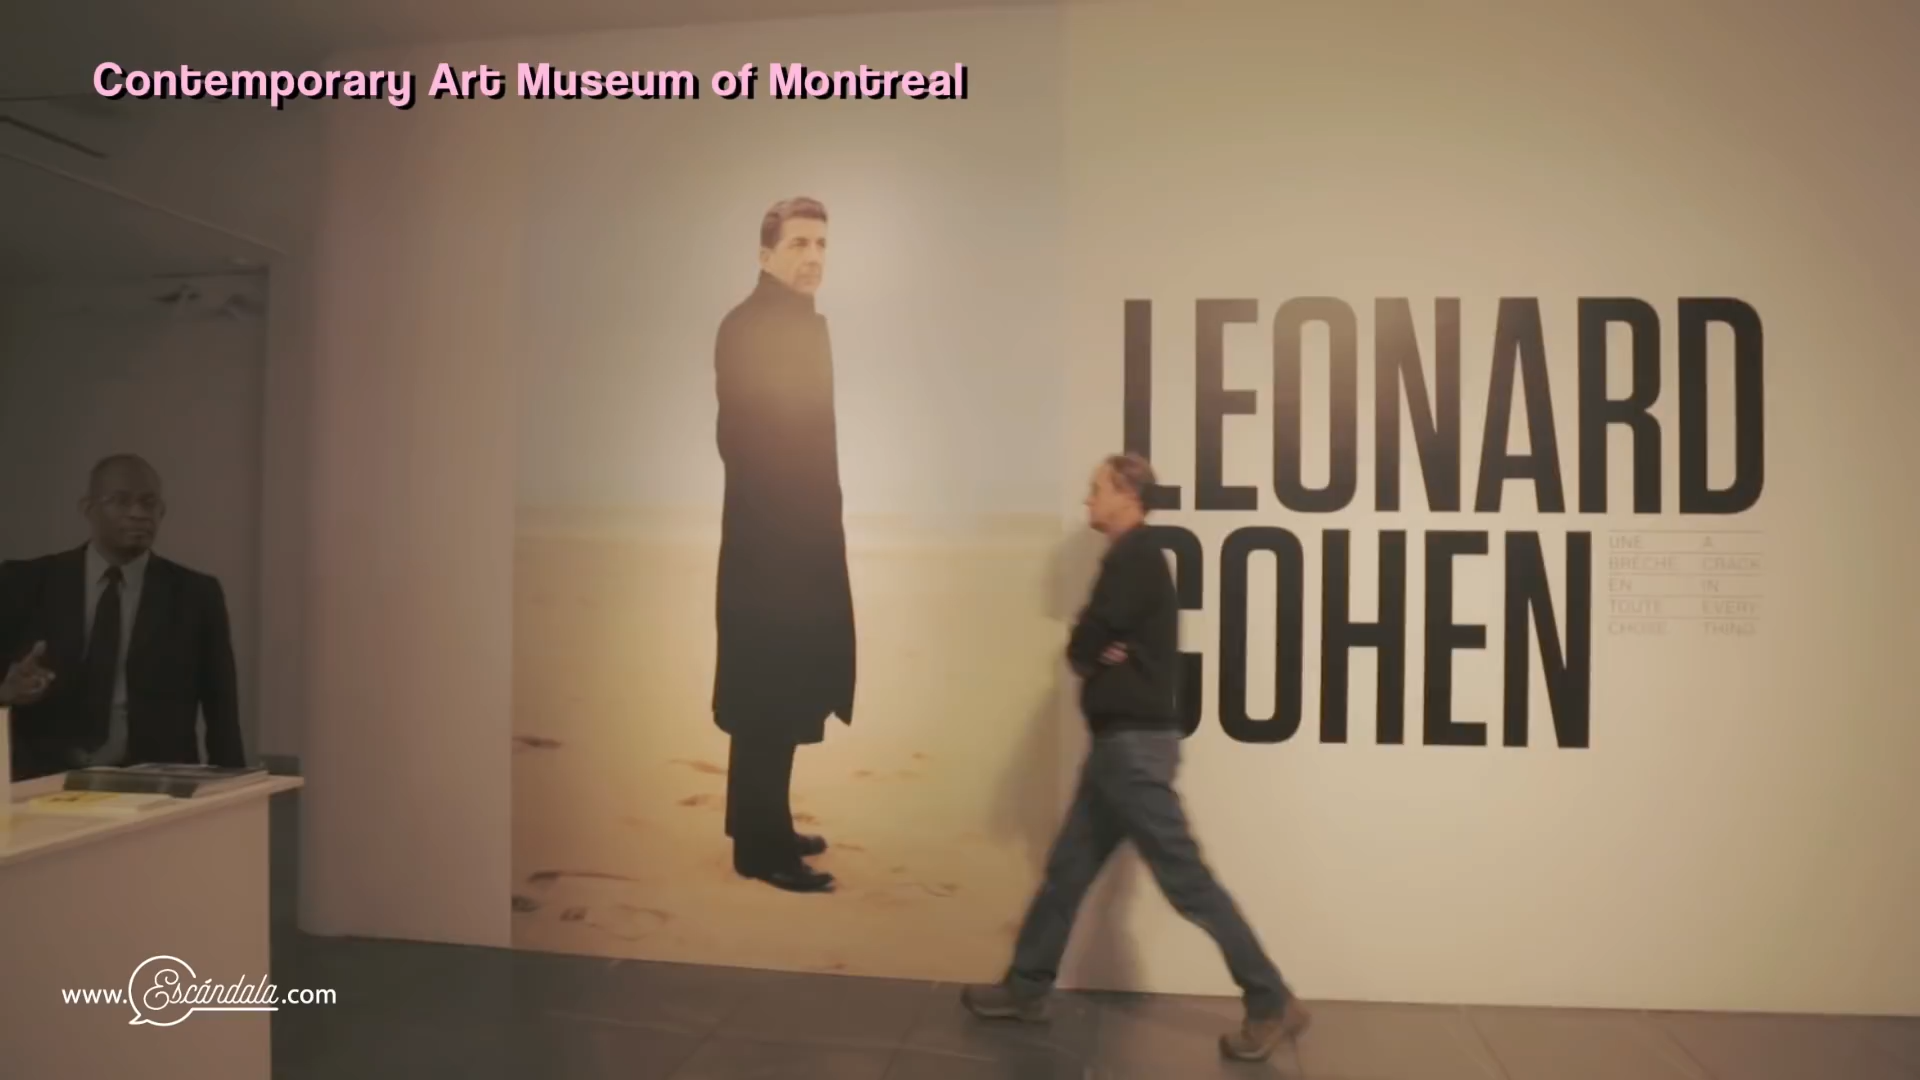 Contemporary Art Museum of Montreal
LEONARD
COHEN
UNE
BRÈCHE
EN
TOUTE
CHOSE
A
CRACK
IN
EVERY
THING
www.Escándala.com